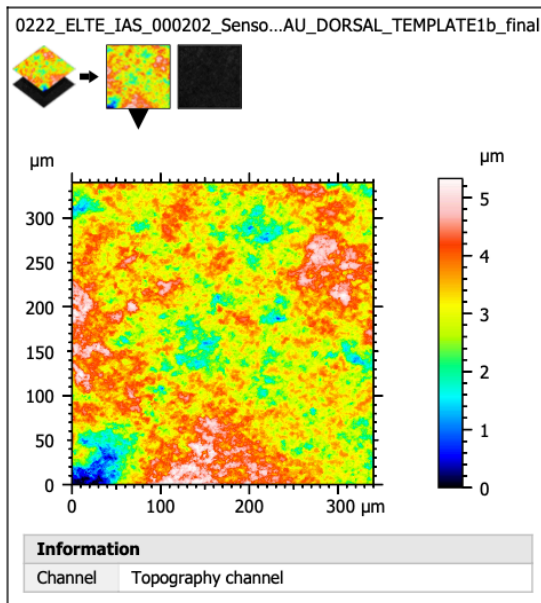 0222_ELTE_IAS_000202_Senso...AU_DORSAL_TEMPLATE1b_final
µm
µm
300
250
200
150
100
50
0
0 100 200 300 µm
5
4
3
2
1
0
Information
Channel Topography channel